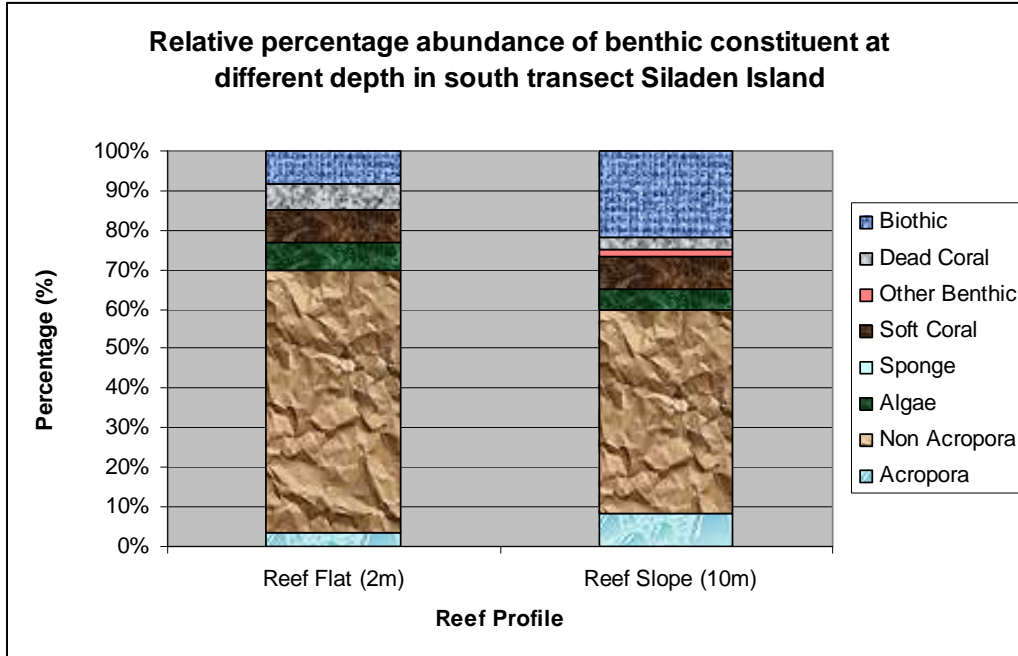 Relative percentage abundance of benthic constituent at
different depth in south transect Siladen Island
Percentage (%)
100%
90%
80%
70%
60%
50%
40%
30%
20%
10%
0%
Reef Flat (2m)
Reef Slope (10m)
Reef Profile
Biothic
Dead Coral
Other Benthic
Soft Coral
Sponge
Algae
Non Acropora
Acropora